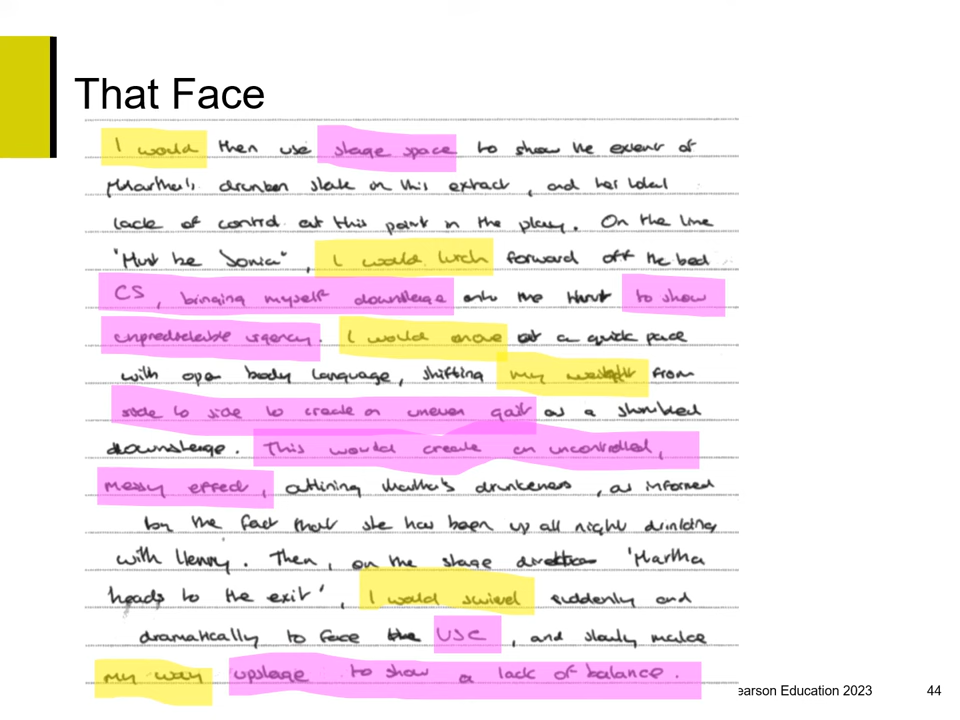 That Face
I would then use stage space to show the extent of
Martha's drunken state in this extract, and her total
lack of control at this point in the play. On the line
"Must be Sonia", I would lurch forward off the bed
CS, bringing myself downstage onto the thrust to show
unpredictable urgency. I would move at a quick pace
with open body language, shifting my weight from
side to side to create an uneven gait as I stumbled
downstage. This would create an uncontrolled,
messy effect, outlining Martha's drunkeness, as informed
by the fact that she has been up all night drinking
with Henry. Then, on the stage direction 'Martha
heads to the exit', I would swivel suddenly and
dramatically to face the USC, and slowly make
my way upstage to show a lack of balance.
earson Education 2023
44